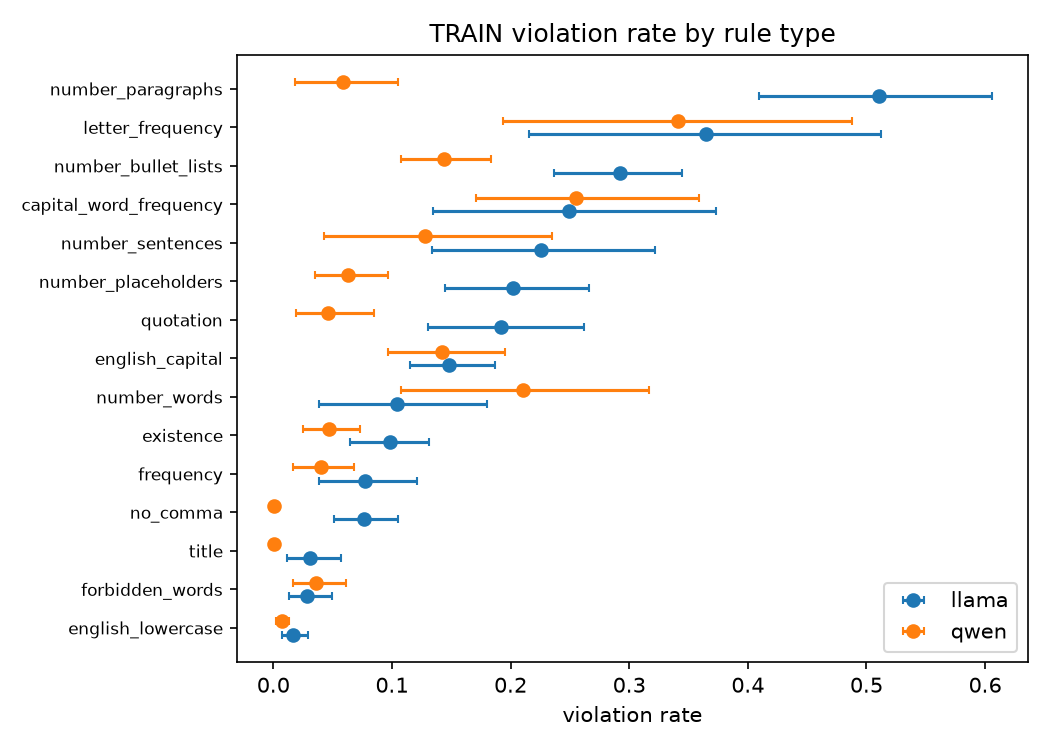 TRAIN violation rate by rule type
number_paragraphs
letter_frequency
number_bullet_lists
capital_word_frequency
number_sentences
number_placeholders
quotation
english_capital
number_words
existence
frequency
no_comma
title
forbidden_words
english_lowercase
llama
qwen
0.0 0.1 0.2 0.3 0.4 0.5 0.6
violation rate